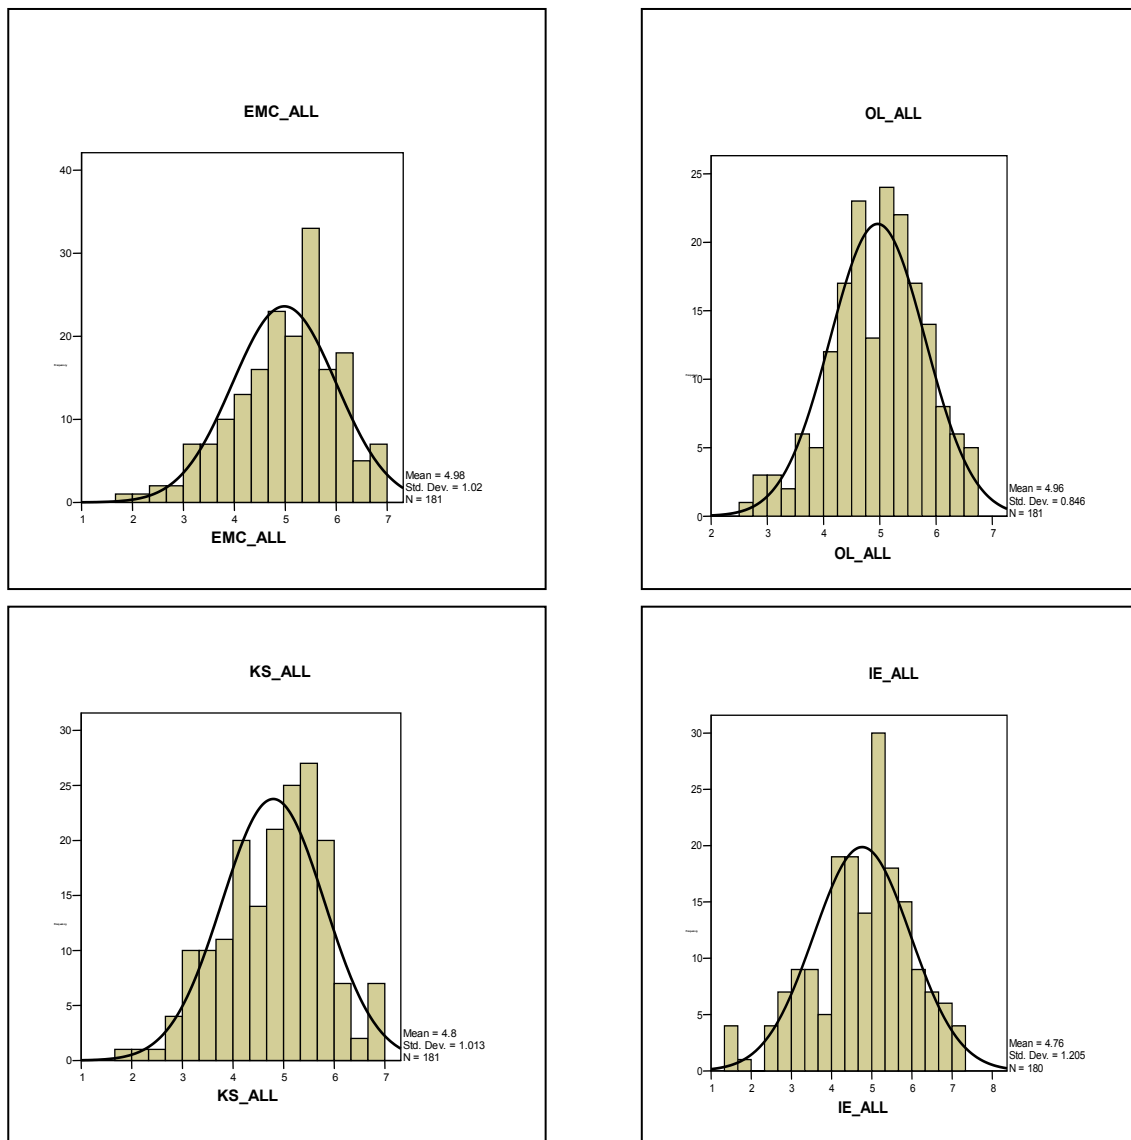 EMC_ALL
40
30
20
10
0
Frequency
1 2 3 4 5 6 7
EMC_ALL
Mean = 4.98
Std. Dev. = 1.02
N = 181
OL_ALL
25
20
15
10
5
0
Frequency
2 3 4 5 6 7
OL_ALL
Mean = 4.96
Std. Dev. = 0.846
N = 181
KS_ALL
30
25
20
15
10
5
0
Frequency
1 2 3 4 5 6 7
KS_ALL
Mean = 4.8
Std. Dev. = 1.013
N = 181
IE_ALL
30
25
20
15
10
5
0
Frequency
1 2 3 4 5 6 7 8
IE_ALL
Mean = 4.76
Std. Dev. = 1.205
N = 180